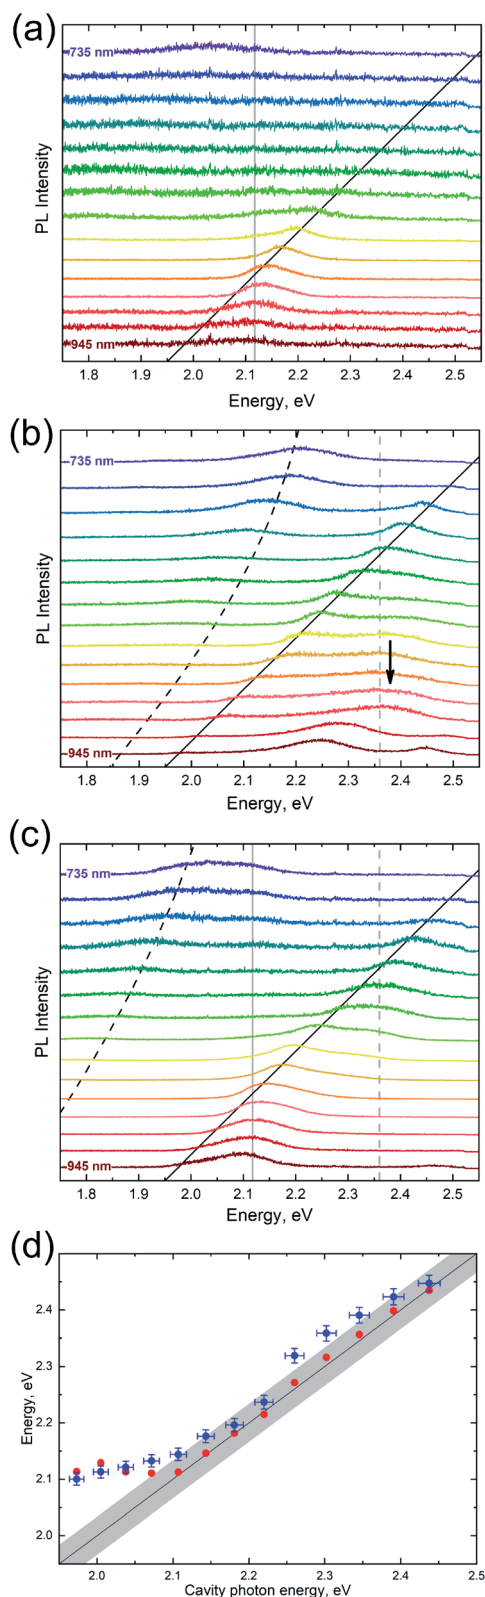 (a)
735 nm
945 nm
PL Intensity
1.8 1.9 2.0 2.1 2.2 2.3 2.4 2.5
Energy, eV
(b)
735 nm
945 nm
PL Intensity
1.8 1.9 2.0 2.1 2.2 2.3 2.4 2.5
Energy, eV
(c)
735 nm
945 nm
PL Intensity
1.8 1.9 2.0 2.1 2.2 2.3 2.4 2.5
Energy, eV
(d)
2.4
2.3
2.2
2.1
2.0
Energy, eV
2.0 2.1 2.2 2.3 2.4 2.5
Cavity photon energy, eV